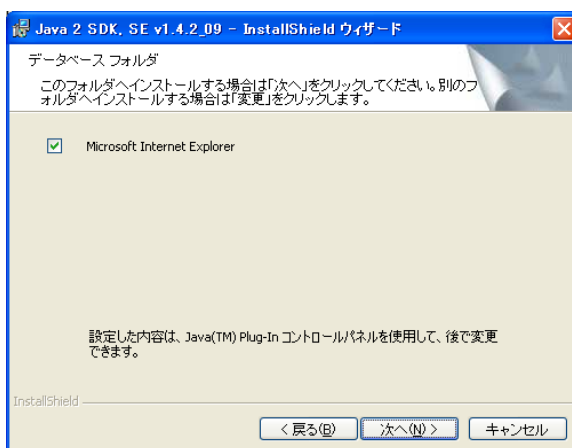 Java 2 SDK, SE v1.4.2_09 - InstallShield ウィザード
データベース フォルダ
このフォルダへインストールする場合は「次へ」をクリックしてください。別のフ
ォルダへインストールする場合は「変更」をクリックします。
Microsoft Internet Explorer
設定した内容は、Java(TM) Plug-In コントロールパネルを使用して、後で変更
できます。
InstallShield
< 戻る(B)
次へ(N) >
キャンセル